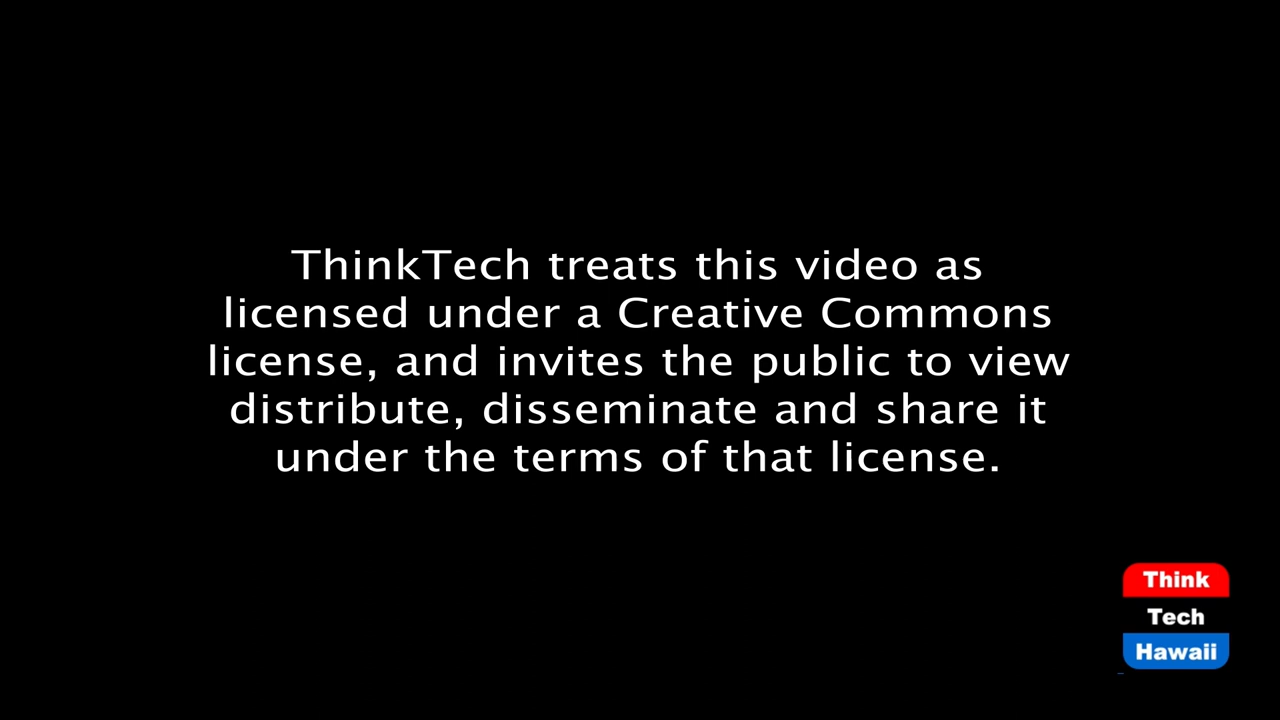 ThinkTech treats this video as
licensed under a Creative Commons
license, and invites the public to view
distribute, disseminate and share it
under the terms of that license.
Think
Tech
Hawaii